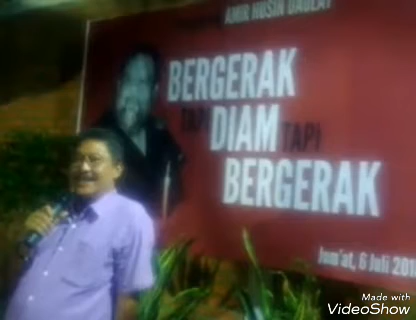 AMIR HUSIN DAULAY
BERGERAK
TAPI DIAM TAPI
BERGERAK
Jum'at, 6 Juli 201
Made with
VideoShow